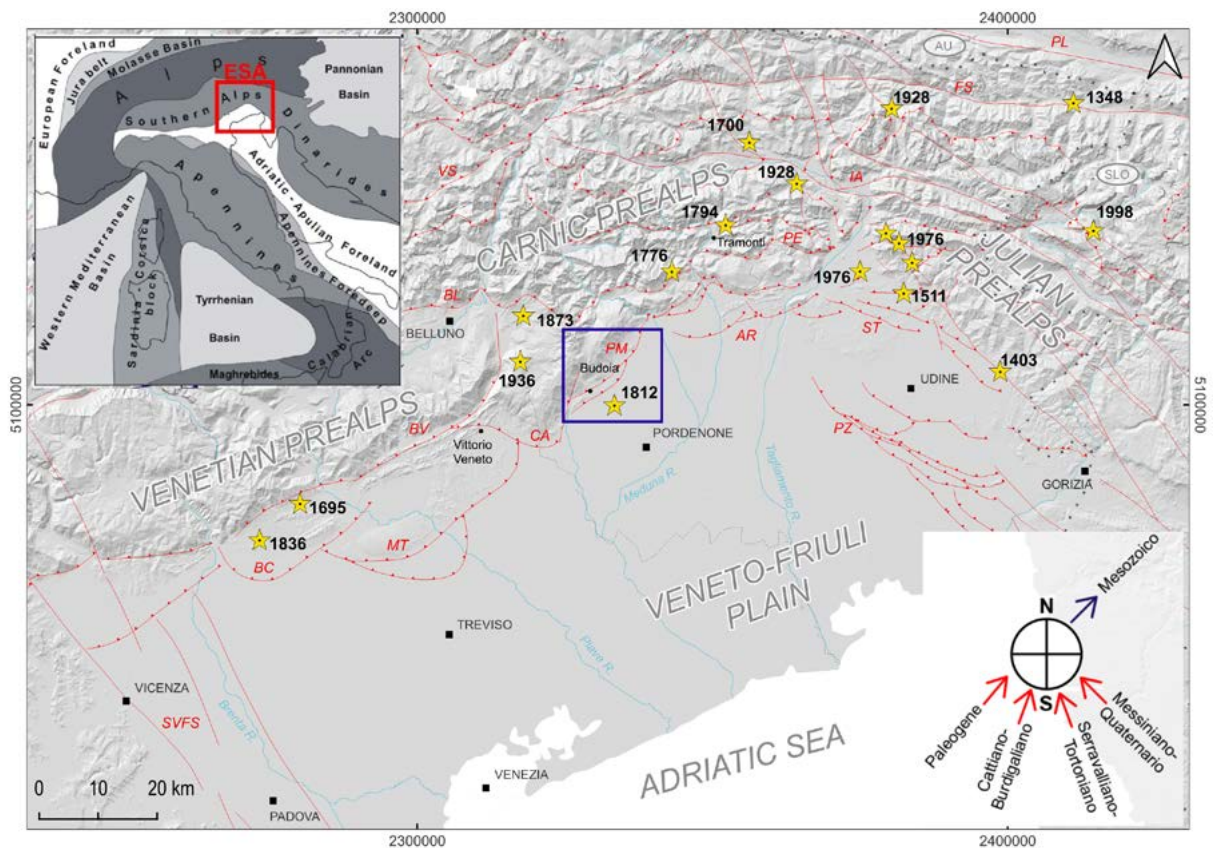 2300000
2400000
European Foreland
Jura belt
Molasse Basin
Alps
ESA
Pannonian
Basin
Southern Alps
Dinarides
Adriatic - Apulian Foreland
Apennines
Apennines Foredeep
Western Mediterranean
Basin
Sardinia - Corsica
block
Tyrrhenian
Basin
Calabrian
Arc
Maghrebides
AU
PL
FS
1928
1348
1700
VS
1928
IA
SLO
CARNIC PREALPS
1794
Tramonti
PE
1976
1998
JULIAN
PREALPS
1776
1976
1511
BL
BELLUNO
1873
AR
ST
PM
Budoia
1936
1812
1403
UDINE
5100000
5100000
VENETIAN PREALPS
BV
Vittorio
Veneto
CA
PORDENONE
PZ
Meduna R.
Tagliamento R.
GORIZIA
1695
1836
BC
MT
VENETO-FRIULI
PLAIN
TREVISO
Piave R.
VICENZA
SVFS
Brenta R.
ADRIATIC SEA
VENEZIA
PADOVA
0 10 20 km
N
S
Mesozoico
Paleogene
Cattiano-
Burdigaliano
Serravalliano-
Tortoniano
Messiniano-
Quaternario
2300000
2400000